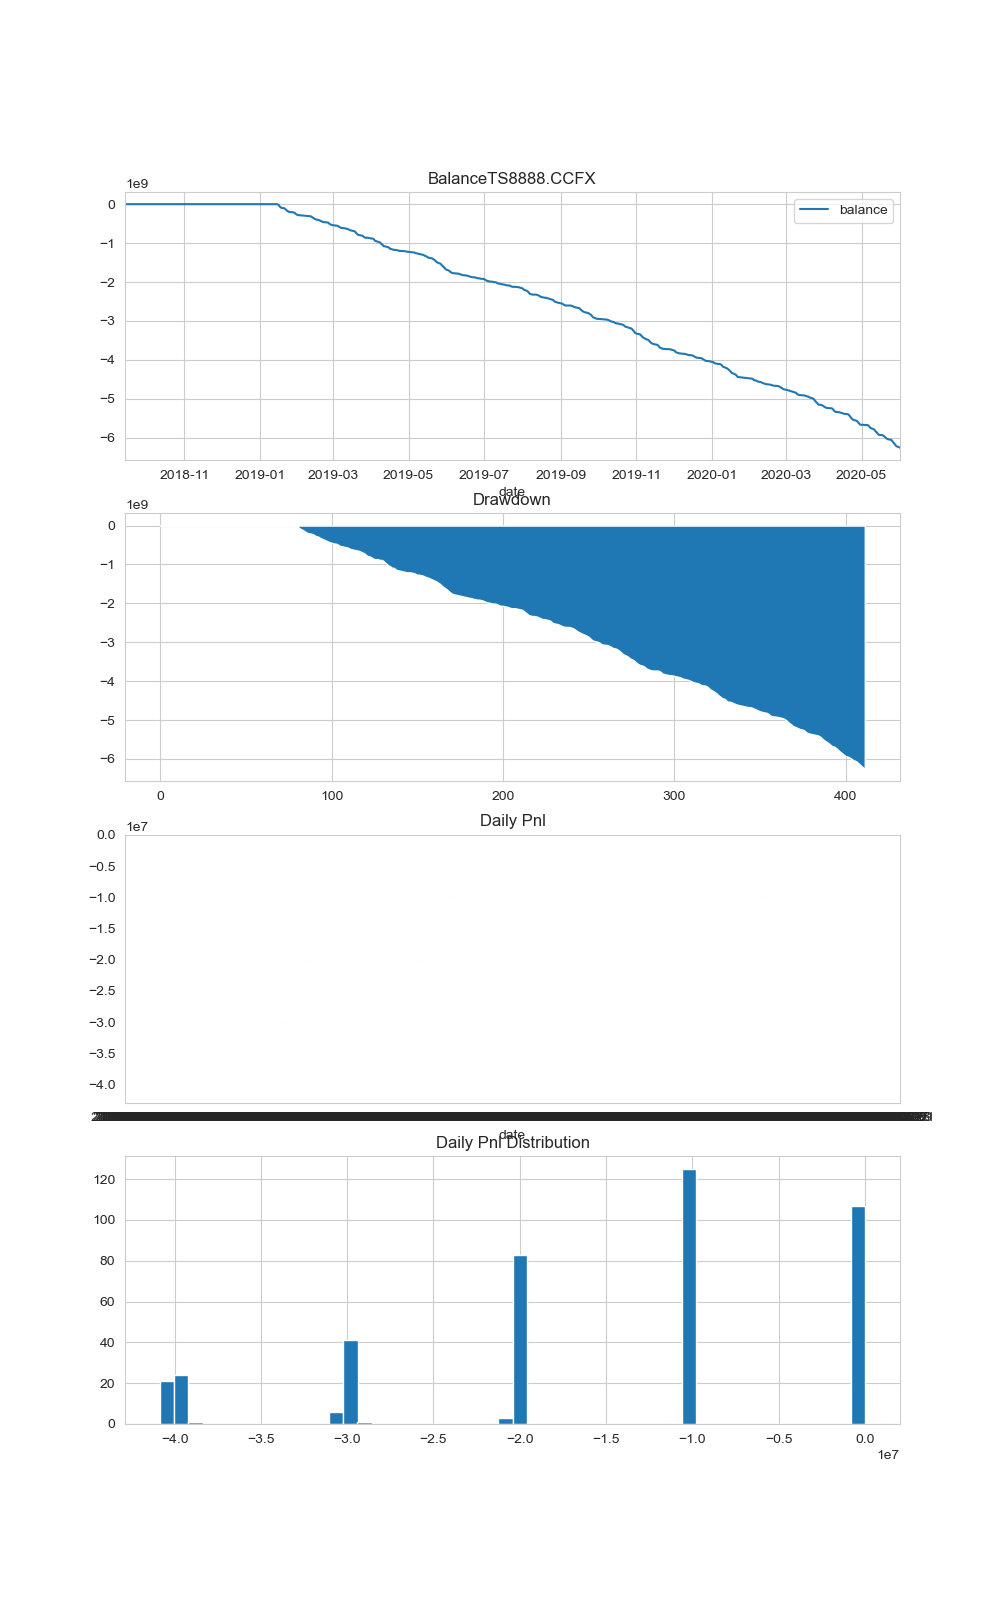 BalanceTS8888.CCFX
1e9
balance
0
−1
−2
−3
−4
−5
−6
2018-11 2019-01 2019-03 2019-05 2019-07 2019-09 2019-11 2020-01 2020-03 2020-05
date
Drawdown
1e9
0
−1
−2
−3
−4
−5
−6
0 100 200 300 400
Daily Pnl
1e7
0.0
−0.5
−1.0
−1.5
−2.0
−2.5
−3.0
−3.5
−4.0
date
Daily Pnl Distribution
120
100
80
60
40
20
0
−4.0 −3.5 −3.0 −2.5 −2.0 −1.5 −1.0 −0.5 0.0
1e7